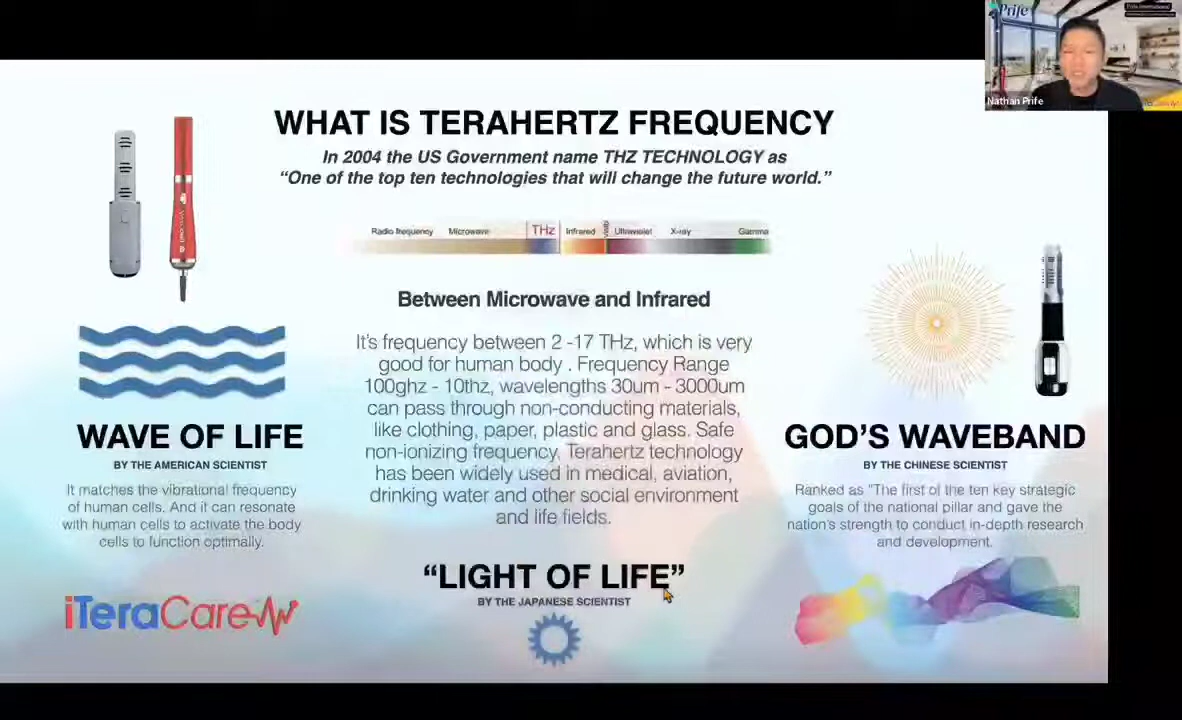 Prife
Prife International
Nathan Prife
WHAT IS TERAHERTZ FREQUENCY
In 2004 the US Government name THZ TECHNOLOGY as
“One of the top ten technologies that will change the future world.”
Radio frequency Microwave THz Infrared Ultraviolet X-ray Gamma
Between Microwave and Infrared
It's frequency between 2 -17 THz, which is very
good for human body . Frequency Range
100ghz - 10thz, wavelengths 30um - 3000um
can pass through non-conducting materials,
like clothing, paper, plastic and glass. Safe
non-ionizing frequency, Terahertz technology
has been widely used in medical, aviation,
drinking water and other social environment
and life fields.
WAVE OF LIFE
BY THE AMERICAN SCIENTIST
It matches the vibrational frequency
of human cells. And it can resonate
with human cells to activate the body
cells to function optimally.
iTeraCare
GOD'S WAVEBAND
BY THE CHINESE SCIENTIST
Ranked as "The first of the ten key strategic
goals of the national pillar and gave the
nation's strength to conduct in-depth research
and development.
“LIGHT OF LIFE”
BY THE JAPANESE SCIENTIST